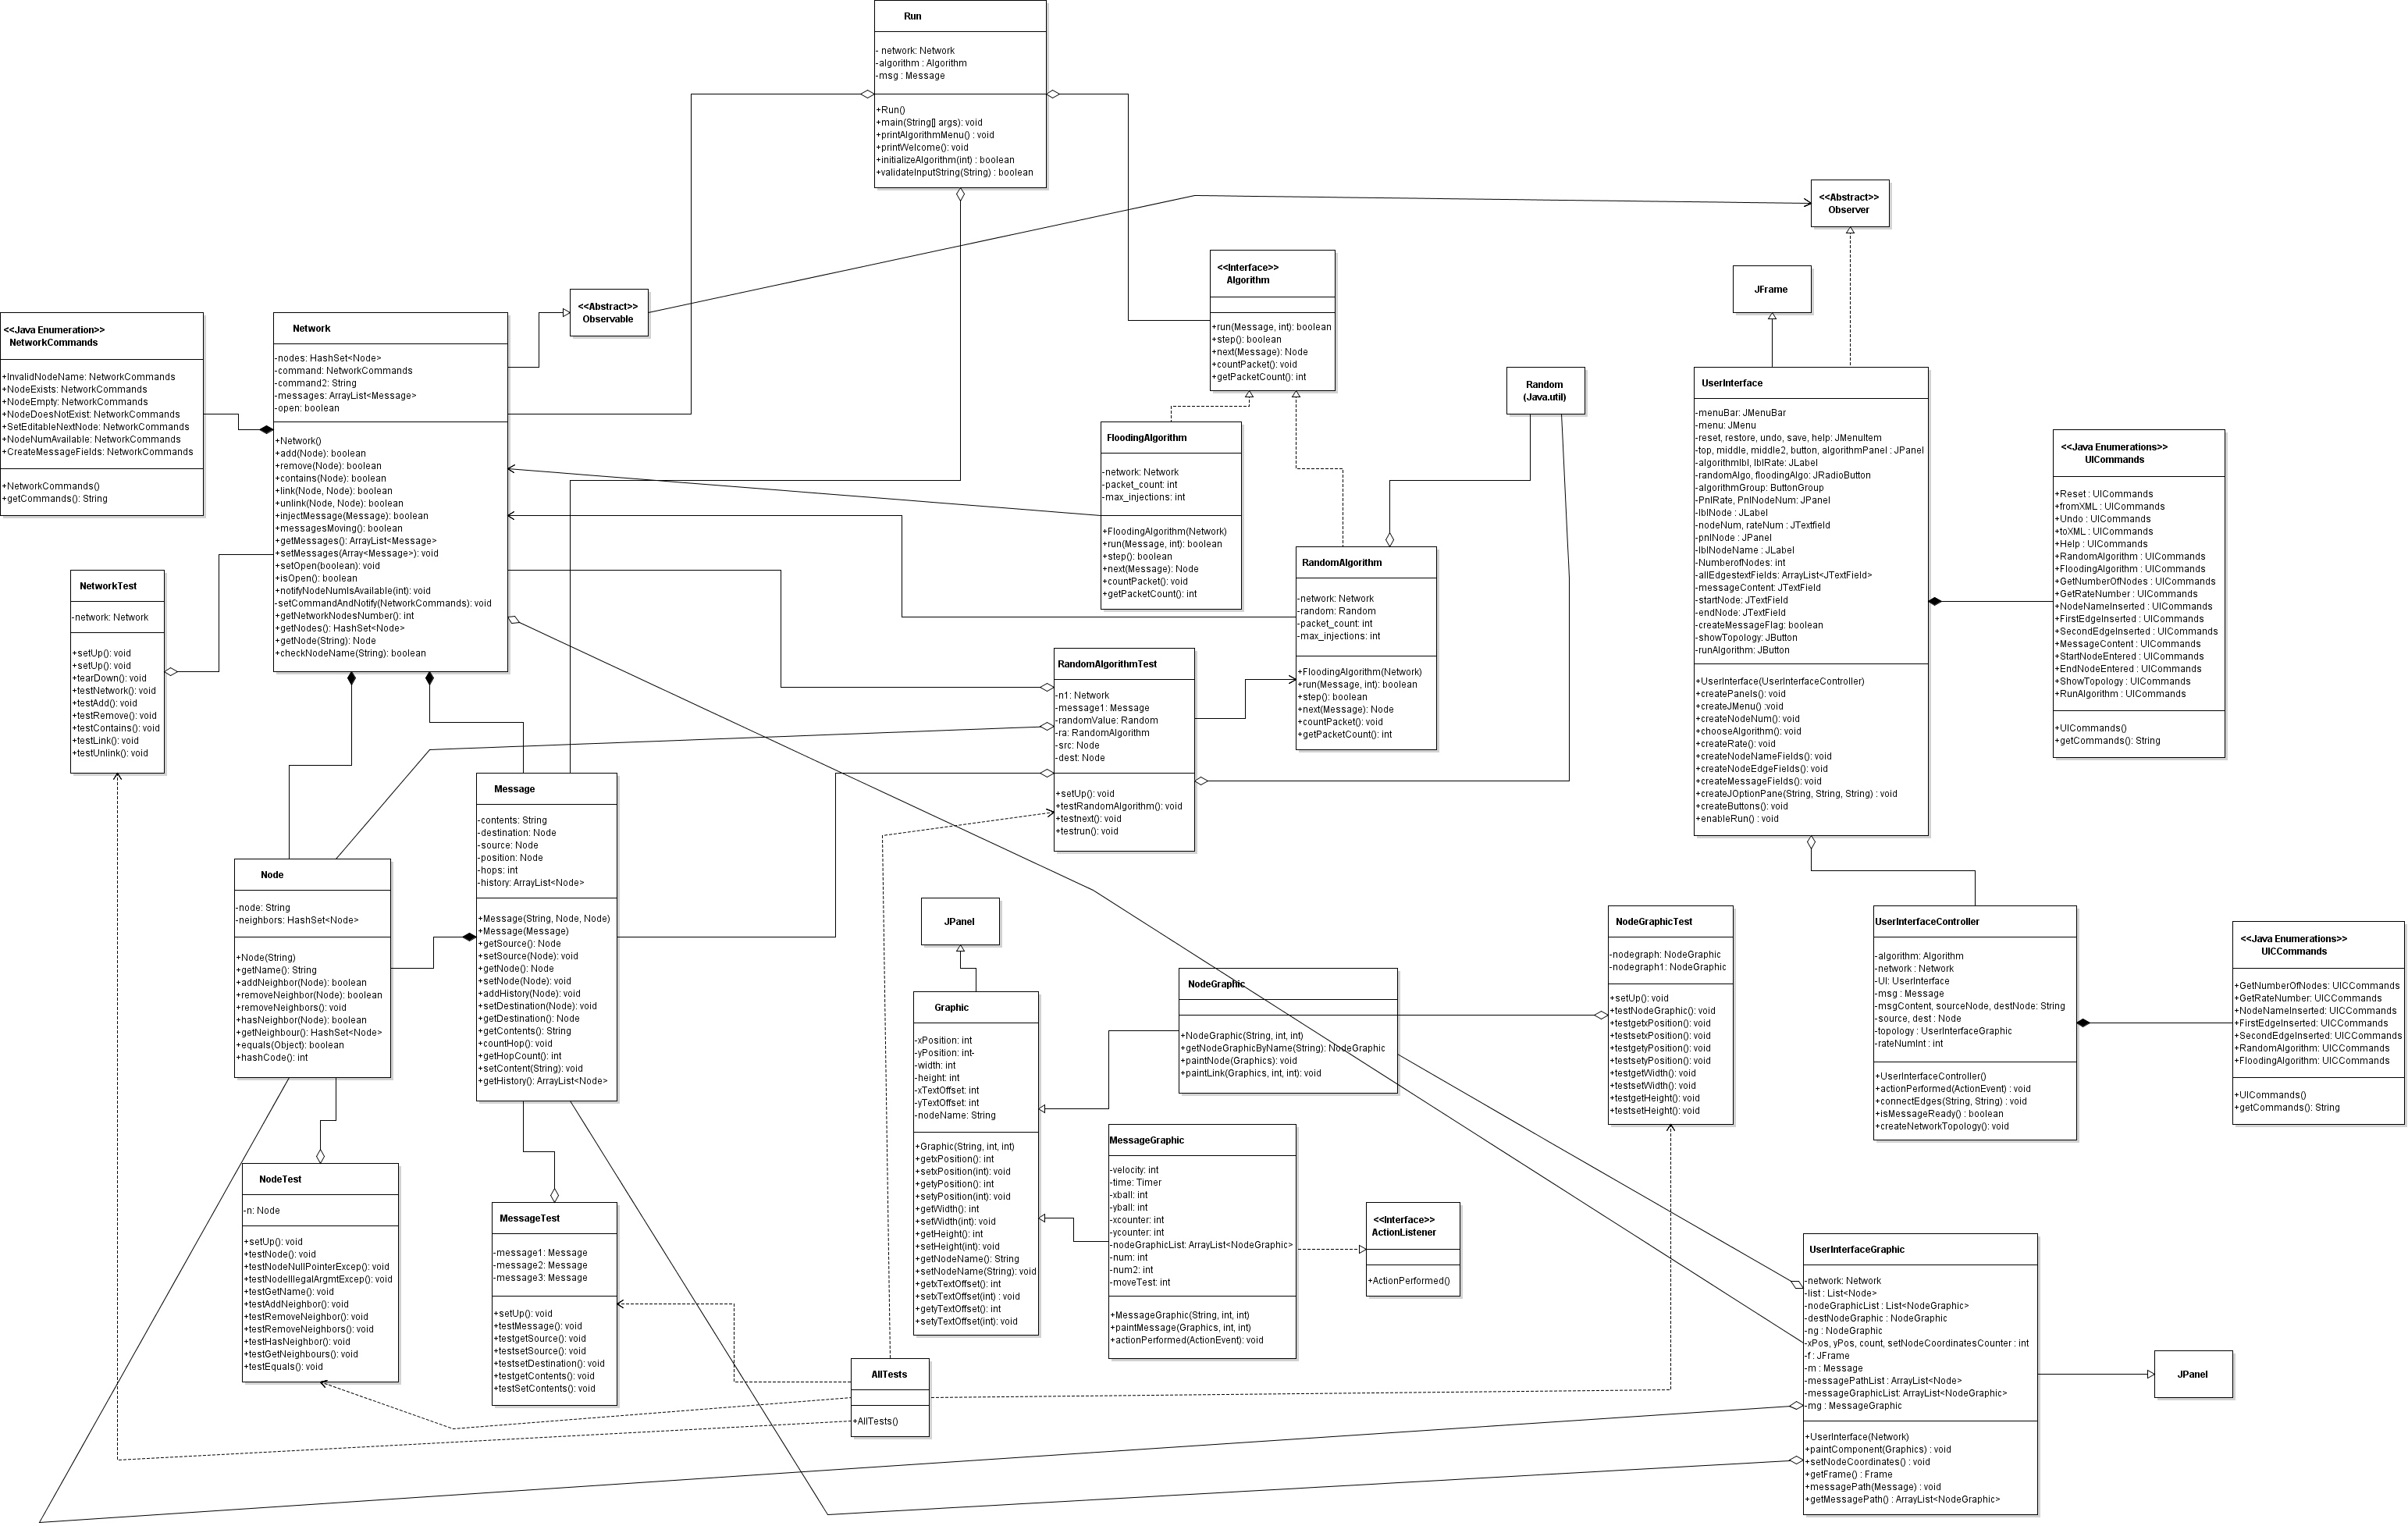 Run
- network: Network
-algorithm : Algorithm
-msg : Message
+Run()
+main(String[] args): void
+printAlgorithmMenu() : void
+printWelcome(): void
+initializeAlgorithm(int) : boolean
+validateInputString(String) : boolean
<<Abstract>>
Observer
<<Interface>>
Algorithm
+run(Message, int): boolean
+step(): boolean
+next(Message): Node
+countPacket(): void
+getPacketCount(): int
JFrame
<<Abstract>>
Observable
<<Java Enumeration>>
NetworkCommands
+InvalidNodeName: NetworkCommands
+NodeExists: NetworkCommands
+NodeEmpty: NetworkCommands
+NodeDoesNotExist: NetworkCommands
+SetEditableNextNode: NetworkCommands
+NodeNumAvailable: NetworkCommands
+CreateMessageFields: NetworkCommands
+NetworkCommands()
+getCommands(): String
Network
-nodes: HashSet<Node>
-command: NetworkCommands
-command2: String
-messages: ArrayList<Message>
-open: boolean
+Network()
+add(Node): boolean
+remove(Node): boolean
+contains(Node): boolean
+link(Node, Node): boolean
+unlink(Node, Node): boolean
+injectMessage(Message): boolean
+messagesMoving(): boolean
+getMessages(): ArrayList<Message>
+setMessages(Array<Message>): void
+setOpen(boolean): void
+isOpen(): boolean
+notifyNodeNumIsAvailable(int): void
-setCommandAndNotify(NetworkCommands): void
+getNetworkNodesNumber(): int
+getNodes(): HashSet<Node>
+getNode(String): Node
+checkNodeName(String): boolean
Random
(Java.util)
FloodingAlgorithm
-network: Network
-packet_count: int
-max_injections: int
+FloodingAlgorithm(Network)
+run(Message, int): boolean
+step(): boolean
+next(Message): Node
+countPacket(): void
+getPacketCount(): int
RandomAlgorithm
-network: Network
-random: Random
-packet_count: int
-max_injections: int
+FloodingAlgorithm(Network)
+run(Message, int): boolean
+step(): boolean
+next(Message): Node
+countPacket(): void
+getPacketCount(): int
UserInterface
-menuBar: JMenuBar
-menu: JMenu
-reset, restore, undo, save, help: JMenuItem
-top, middle, middle2, button, algorithmPanel : JPanel
-algorithmlbl, lblRate: JLabel
-randomAlgo, floodingAlgo: JRadioButton
-algorithmGroup: ButtonGroup
-PnlRate, PnlNodeNum: JPanel
-lblNode : JLabel
-nodeNum, rateNum : JTextfield
-pnlNode : JPanel
-lblNodeName : JLabel
-NumberofNodes: int
-allEdgestextFields: ArrayList<JTextField>
-messageContent: JTextField
-startNode: JTextField
-endNode: JTextField
-createMessageFlag: boolean
-showTopology: JButton
-runAlgorithm: JButton
+UserInterface(UserInterfaceController)
+createPanels(): void
+createJMenu() :void
+createNodeNum(): void
+chooseAlgorithm(): void
+createRate(): void
+createNodeNameFields(): void
+createNodeEdgeFields(): void
+createMessageFields(): void
+createJOptionPane(String, String, String) : void
+createButtons(): void
+enableRun() : void
<<Java Enumerations>>
UICommands
+Reset : UICommands
+fromXML : UICommands
+Undo : UICommands
+toXML : UICommands
+Help : UICommands
+RandomAlgorithm : UICommands
+FloodingAlgorithm : UICommands
+GetNumberOfNodes : UICommands
+GetRateNumber : UICommands
+NodeNameInserted : UICommands
+FirstEdgeInserted : UICommands
+SecondEdgeInserted : UICommands
+MessageContent : UICommands
+StartNodeEntered : UICommands
+EndNodeEntered : UICommands
+ShowTopology : UICommands
+RunAlgorithm : UICommands
+UICommands()
+getCommands(): String
NetworkTest
-network: Network
+setUp(): void
+setUp(): void
+tearDown(): void
+testNetwork(): void
+testAdd(): void
+testRemove(): void
+testContains(): void
+testLink(): void
+testUnlink(): void
RandomAlgorithmTest
-n1: Network
-message1: Message
-randomValue: Random
-ra: RandomAlgorithm
-src: Node
-dest: Node
+setUp(): void
+testRandomAlgorithm(): void
+testnext(): void
+testrun(): void
Message
-contents: String
-destination: Node
-source: Node
-position: Node
-hops: int
-history: ArrayList<Node>
+Message(String, Node, Node)
+Message(Message)
+getSource(): Node
+setSource(Node): void
+getNode(): Node
+setNode(Node): void
+addHistory(Node): void
+setDestination(Node): void
+getDestination(): Node
+getContents(): String
+countHop(): void
+getHopCount(): int
+setContent(String): void
+getHistory(): ArrayList<Node>
Node
-node: String
-neighbors: HashSet<Node>
+Node(String)
+getName(): String
+addNeighbor(Node): boolean
+removeNeighbor(Node): boolean
+removeNeighbors(): void
+hasNeighbor(Node): boolean
+getNeighbour(): HashSet<Node>
+equals(Object): boolean
+hashCode(): int
JPanel
Graphic
-xPosition: int
-yPosition: int-
-width: int
-height: int
-xTextOffset: int
-yTextOffset: int
-nodeName: String
+Graphic(String, int, int)
+getxPosition(): int
+setxPosition(int): void
+getyPosition(): int
+setyPosition(int): void
+getWidth(): int
+setWidth(int): void
+getHeight(): int
+setHeight(int): void
+getNodeName(): String
+setNodeName(String): void
+getxTextOffset(): int
+setxTextOffset(int) : void
+getyTextOffset(): int
+setyTextOffset(int): void
NodeGraphic
+NodeGraphic(String, int, int)
+getNodeGraphicByName(String): NodeGraphic
+paintNode(Graphics): void
+paintLink(Graphics, int, int): void
NodeGraphicTest
-nodegraph: NodeGraphic
-nodegraph1: NodeGraphic
+setUp(): void
+testNodeGraphic(): void
+testgetxPosition(): void
+testsetxPosition(): void
+testgetyPosition(): void
+testsetyPosition(): void
+testgetWidth(): void
+testsetWidth(): void
+testgetHeight(): void
+testsetHeight(): void
UserInterfaceController
-algorithm: Algorithm
-network : Network
-UI: UserInterface
-msg : Message
-msgContent, sourceNode, destNode: String
-source, dest : Node
-topology : UserInterfaceGraphic
-rateNumInt : int
+UserInterfaceController()
+actionPerformed(ActionEvent) : void
+connectEdges(String, String) : void
+isMessageReady() : boolean
+createNetworkTopology(): void
<<Java Enumerations>>
UICCommands
+GetNumberOfNodes: UICCommands
+GetRateNumber: UICCommands
+NodeNameInserted: UICCommands
+FirstEdgeInserted: UICCommands
+SecondEdgeInserted: UICCommands
+RandomAlgorithm: UICCommands
+FloodingAlgorithm: UICCommands
+UICommands()
+getCommands(): String
MessageGraphic
-velocity: int
-time: Timer
-xball: int
-yball: int
-xcounter: int
-ycounter: int
-nodeGraphicList: ArrayList<NodeGraphic>
-num: int
-num2: int
-moveTest: int
+MessageGraphic(String, int, int)
+paintMessage(Graphics, int, int)
+actionPerformed(ActionEvent): void
<<Interface>>
ActionListener
+ActionPerformed()
NodeTest
-n: Node
+setUp(): void
+testNode(): void
+testNodeNullPointerExcep(): void
+testNodeIllegalArgmtExcep(): void
+testGetName(): void
+testAddNeighbor(): void
+testRemoveNeighbor(): void
+testRemoveNeighbors(): void
+testHasNeighbor(): void
+testGetNeighbours(): void
+testEquals(): void
MessageTest
-message1: Message
-message2: Message
-message3: Message
+setUp(): void
+testMessage(): void
+testgetSource(): void
+testsetSource(): void
+testsetDestination(): void
+testgetContents(): void
+testSetContents(): void
AllTests
+AllTests()
UserInterfaceGraphic
-network: Network
-list : List<Node>
-nodeGraphicList : List<NodeGraphic>
-destNodeGraphic : NodeGraphic
-ng : NodeGraphic
-xPos, yPos, count, setNodeCoordinatesCounter : int
-f : JFrame
-m : Message
-messagePathList : ArrayList<Node>
-messageGraphicList: ArrayList<NodeGraphic>
-mg : MessageGraphic
+UserInterface(Network)
+paintComponent(Graphics) : void
+setNodeCoordinates() : void
+getFrame() : Frame
+messagePath(Message) : void
+getMessagePath() : ArrayList<NodeGraphic>
JPanel